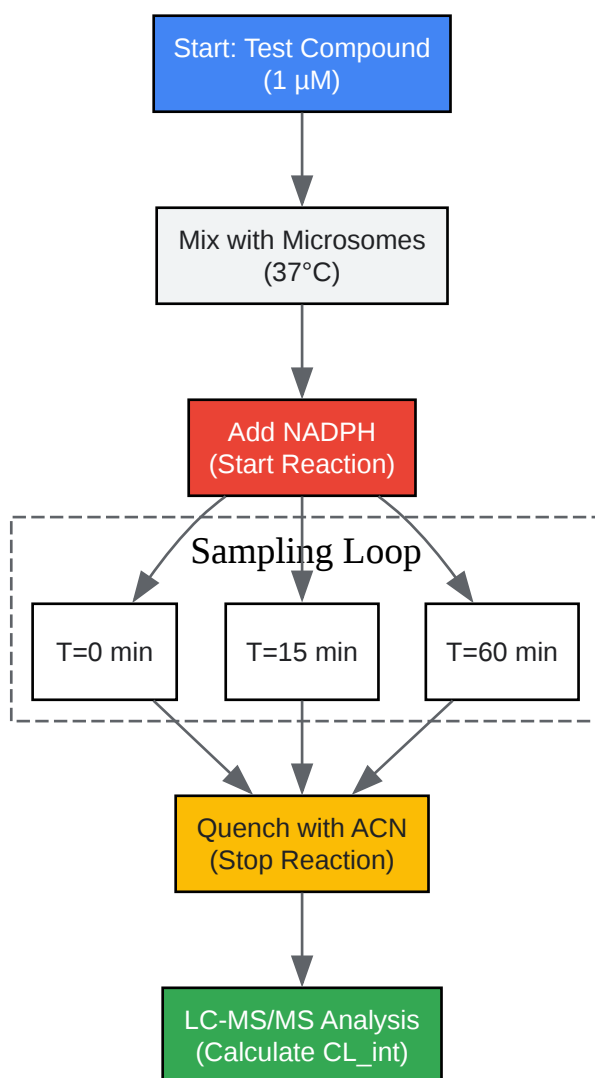 Start: Test Compound
(1 µM)
Mix with Microsomes
(37°C)
Add NADPH
(Start Reaction)
Sampling Loop
T=0 min
T=15 min
T=60 min
Quench with ACN
(Stop Reaction)
LC-MS/MS Analysis
(Calculate CL_int)